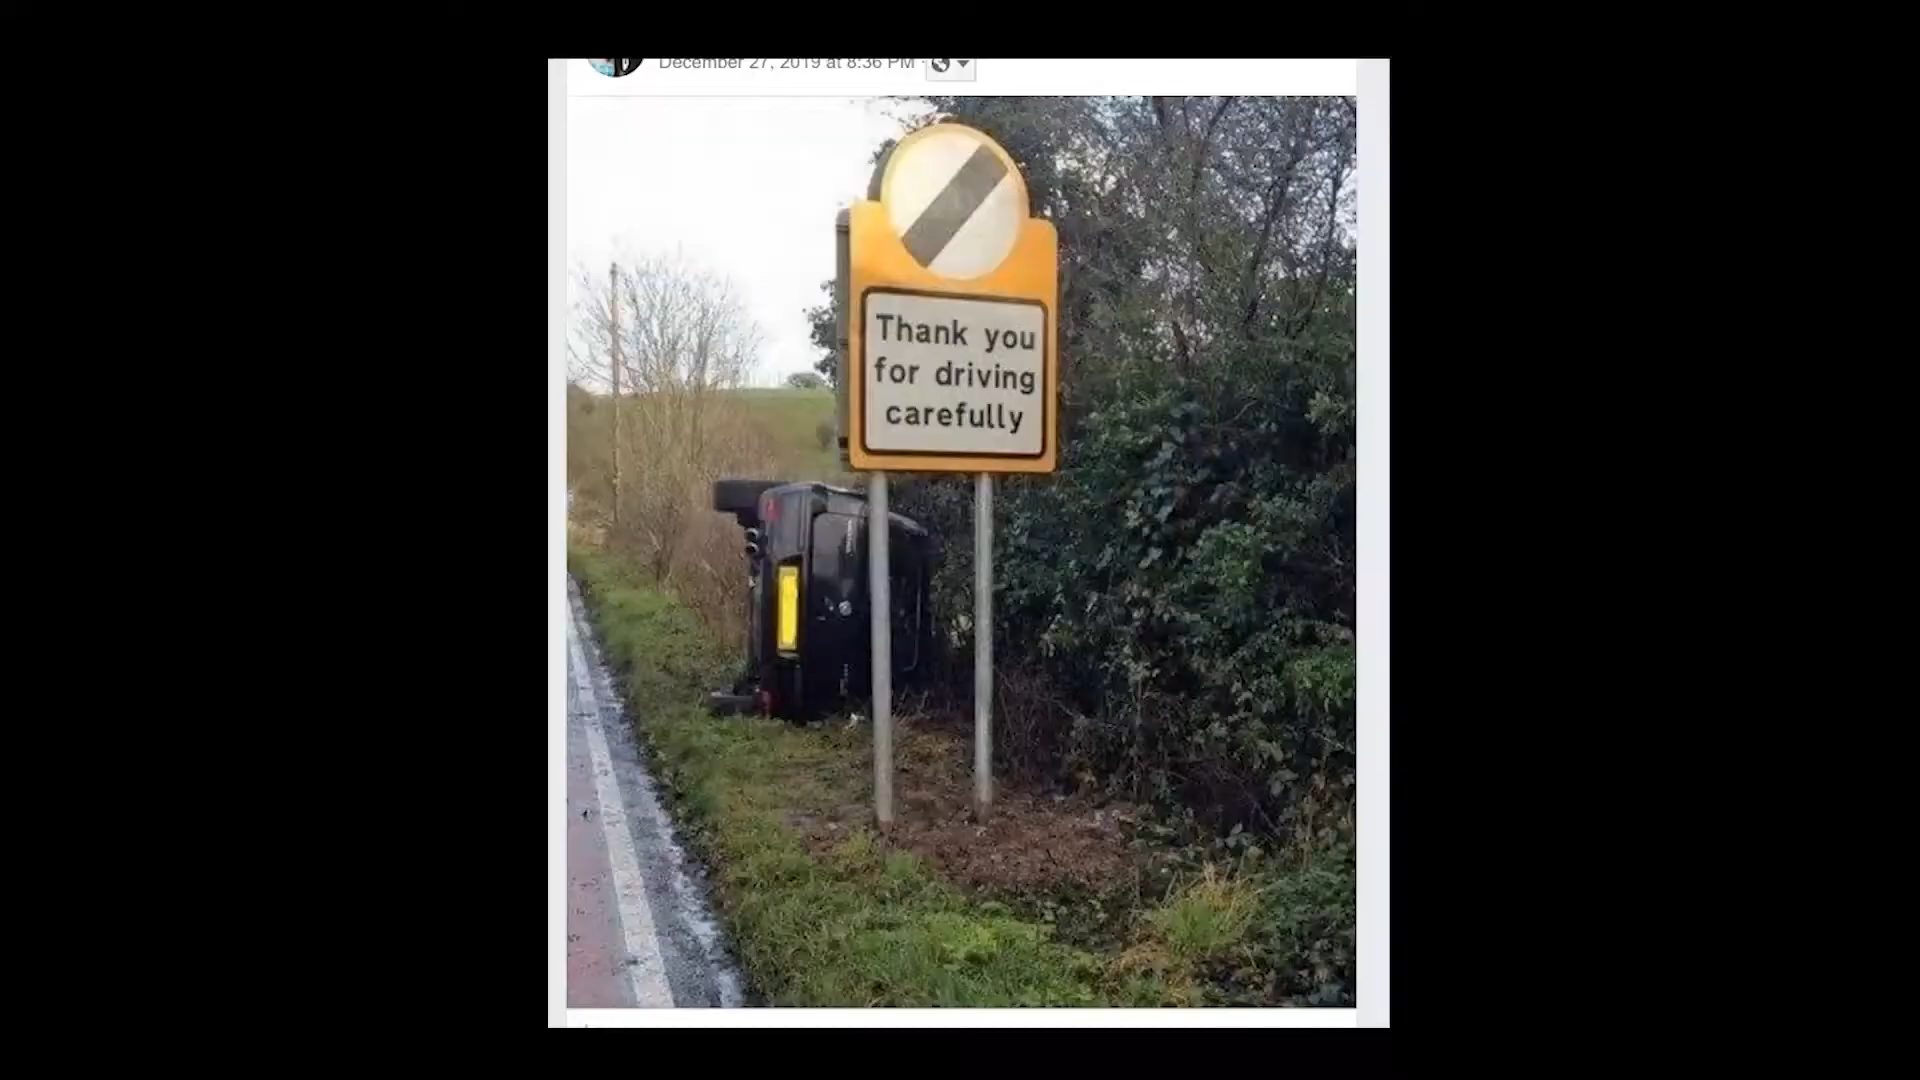 December 27, 2019 at 8:36 PM
Thank you
for driving
carefully